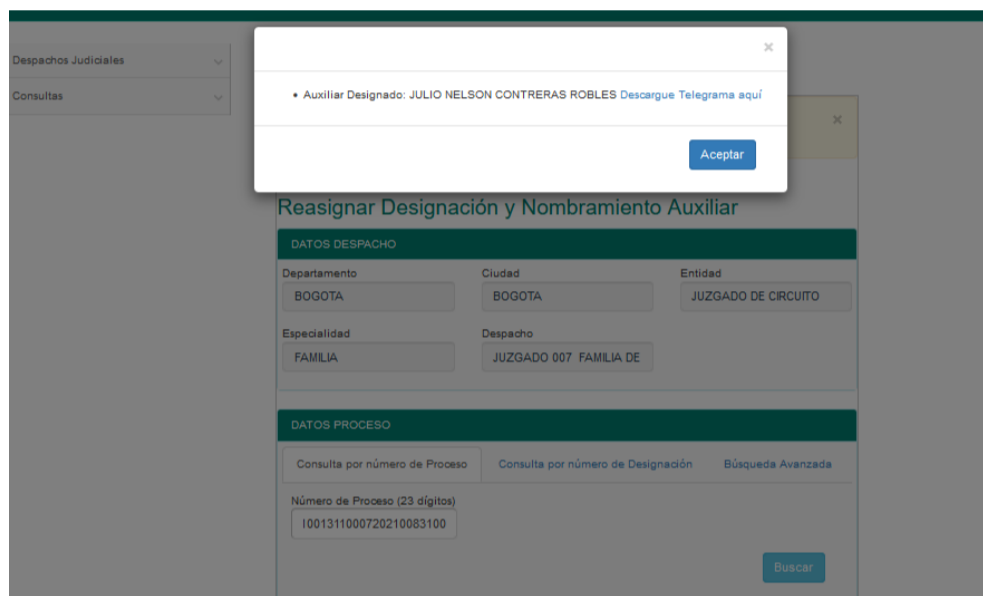 Despachos Judiciales
Consultas
×
• Auxiliar Designado: JULIO NELSON CONTRERAS ROBLES Descargue Telegrama aquí
×
Aceptar
Reasignar Designación y Nombramiento Auxiliar
DATOS DESPACHO
Departamento Ciudad Entidad
BOGOTA BOGOTA JUZGADO DE CIRCUITO
Especialidad Despacho
FAMILIA JUZGADO 007 FAMILIA DE
DATOS PROCESO
Consulta por número de Proceso Consulta por número de Designación Búsqueda Avanzada
Número de Proceso (23 dígitos)
1001311000720210083100
Buscar